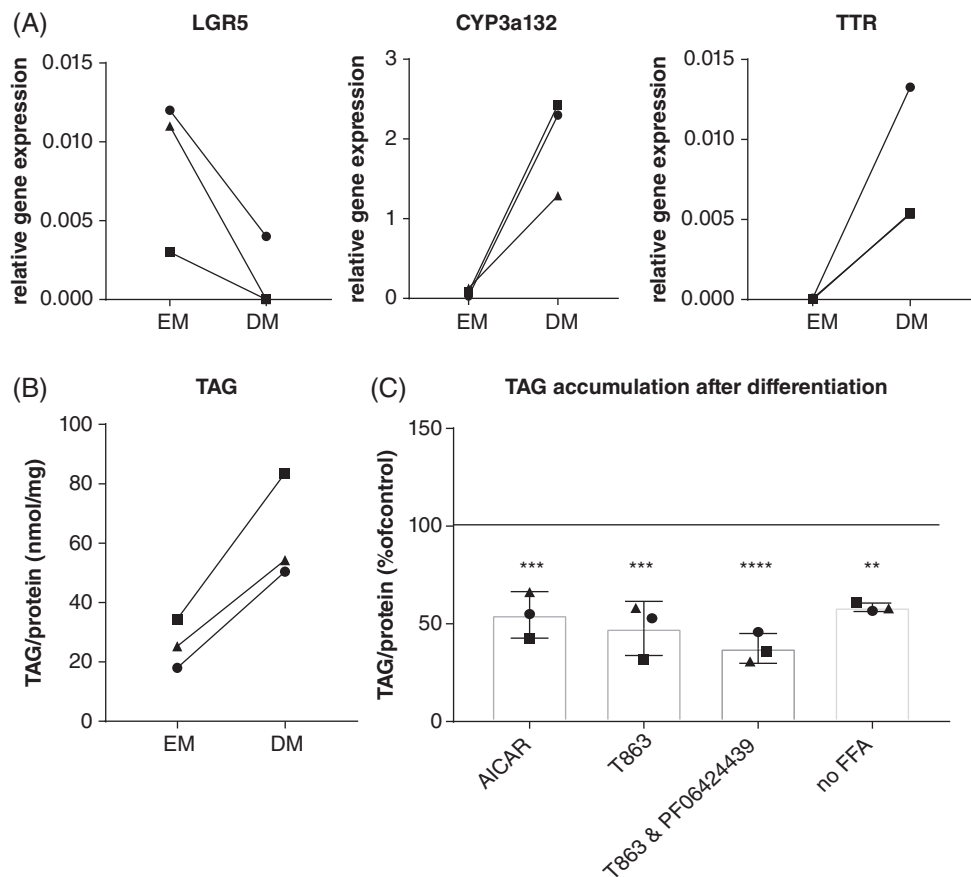 (A)
LGR5
CYP3a132
TTR
relative gene expression
0.015
0.010
0.005
0.000
EM DM
relative gene expression
3
2
1
0
EM DM
relative gene expression
0.015
0.010
0.005
0.000
EM DM
(B)
TAG
TAG/protein (nmol/mg)
100
80
60
40
20
0
EM DM
(C)
TAG accumulation after differentiation
TAG/protein (%ofcontrol)
150
100
50
0
*** *** **** **
AICAR
T863
T863 & PF06424439
no FFA